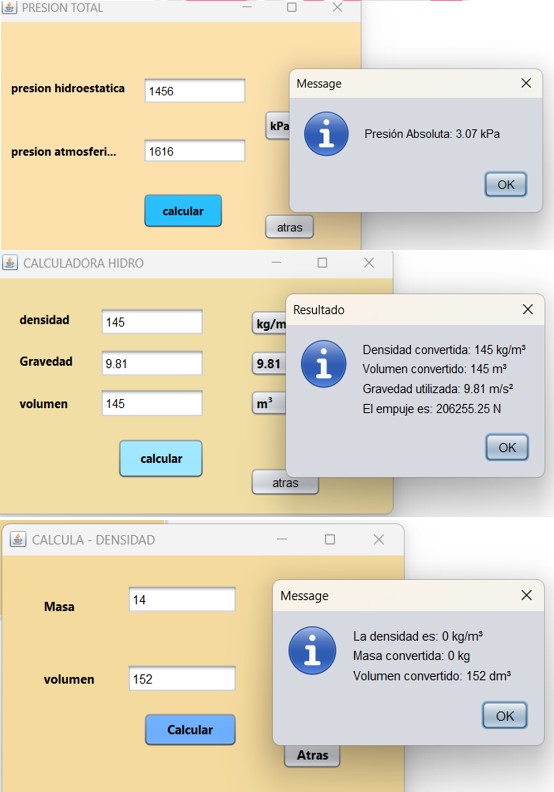 PRESION TOTAL
presion hidroestatica
1456
kPa
presion atmosferi...
1616
calcular
atras
Message
Presión Absoluta: 3.07 kPa
OK
CALCULADORA HIDRO
densidad
145
kg/m
Gravedad
9.81
9.81
volumen
145
m³
calcular
atras
Resultado
Densidad convertida: 145 kg/m³
Volumen convertido: 145 m³
Gravedad utilizada: 9.81 m/s²
El empuje es: 206255.25 N
OK
CALCULA - DENSIDAD
Masa
14
volumen
152
Calcular
Atras
Message
La densidad es: 0 kg/m³
Masa convertida: 0 kg
Volumen convertido: 152 dm³
OK